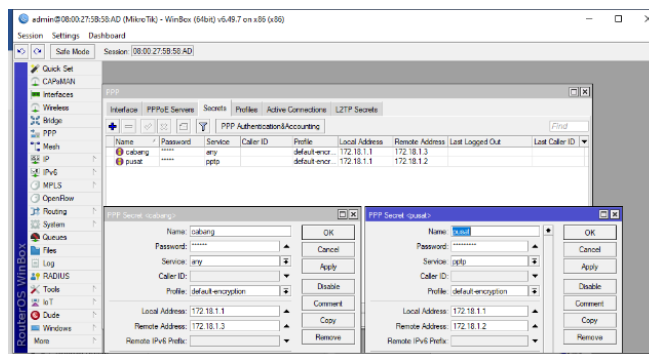 admin@08:00:27:5B:58:AD (MikroTik) - WinBox (64bit) v6.49.7 on x86 (x86)
Session Settings Dashboard
Safe Mode Session: 08:00:27:5B:58:AD
Quick Set
CAPsMAN
Interfaces
Wireless
Bridge
PPP
Mesh
IP
IPv6
MPLS
OpenFlow
Routing
System
Queues
Files
Log
RADIUS
Tools
IoT
Dude
Windows
More
RouterOS WinBox
PPP
Interface PPPoE Servers Secrets Profiles Active Connections L2TP Secrets
PPP Authentication&Accounting Find
Name Password Service Caller ID Profile Local Address Remote Address Last Logged Out Last Caller ID
cabang ***** any default-encr... 172.18.1.1 172.18.1.3
pusat ***** pptp default-encr... 172.18.1.1 172.18.1.2
PPP Secret <cabang>
Name: cabang OK
Password: ****** Cancel
Service: any Apply
Caller ID:
Profile: default-encryption Disable
Comment
Local Address: 172.18.1.1 Copy
Remote Address: 172.18.1.3 Remove
Remote IPv6 Prefix:
PPP Secret <pusat>
Name: pusat OK
Password: ********* Cancel
Service: pptp Apply
Caller ID:
Profile: default-encryption Disable
Comment
Local Address: 172.18.1.1 Copy
Remote Address: 172.18.1.2 Remove
Remote IPv6 Prefix: